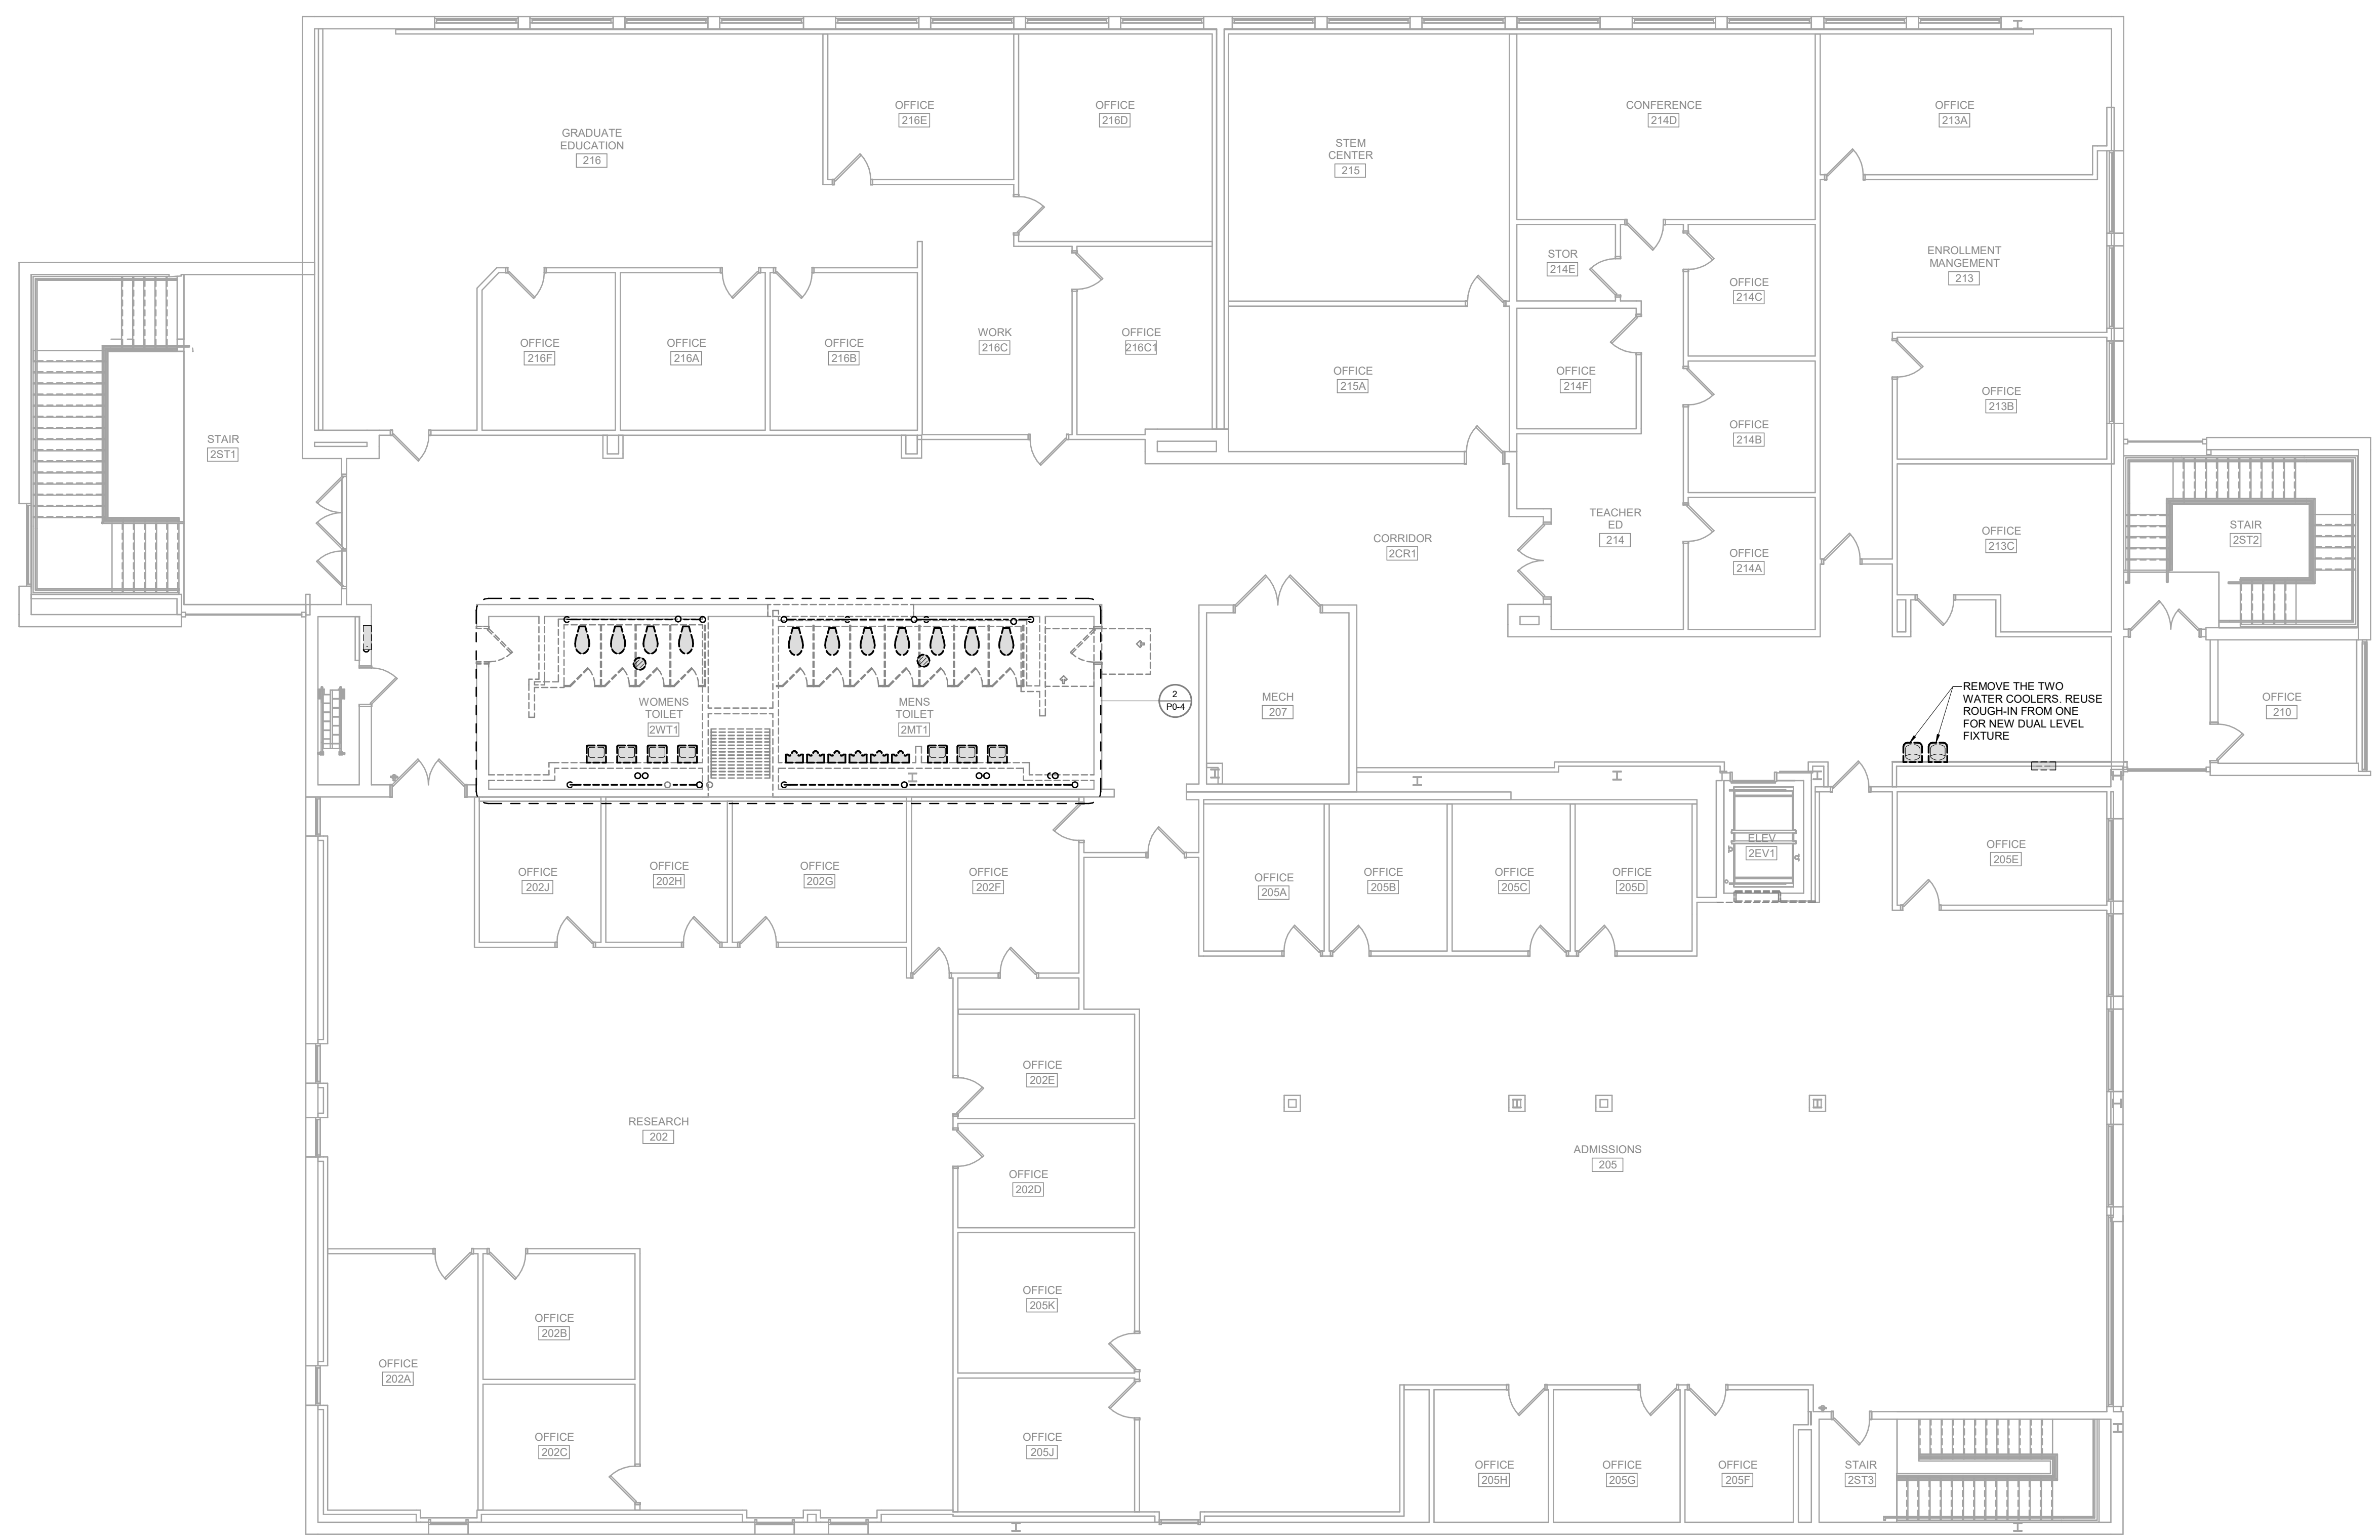 OFFICE
216E
OFFICE
216D
CONFERENCE
214D
OFFICE
213A
GRADUATE
EDUCATION
216
STEM
CENTER
215
STOR
214E
OFFICE
214C
ENROLLMENT
MANGEMENT
213
OFFICE
216F
OFFICE
216A
OFFICE
216B
WORK
216C
OFFICE
216C1
OFFICE
215A
OFFICE
214F
OFFICE
213B
OFFICE
214B
STAIR
2ST1
TEACHER
ED
214
CORRIDOR
2CR1
OFFICE
214A
OFFICE
213C
STAIR
2ST2
WOMENS
TOILET
2WT1
MENS
TOILET
2MT1
2
P0-4
MECH
207
REMOVE THE TWO
WATER COOLERS. REUSE
ROUGH-IN FROM ONE
FOR NEW DUAL LEVEL
FIXTURE
OFFICE
210
OFFICE
202J
OFFICE
202H
OFFICE
202G
OFFICE
202F
OFFICE
205A
OFFICE
205B
OFFICE
205C
OFFICE
205D
ELEV
2EV1
OFFICE
205E
OFFICE
202E
RESEARCH
202
ADMISSIONS
205
OFFICE
202D
OFFICE
205K
OFFICE
202B
OFFICE
202A
OFFICE
202C
OFFICE
205J
OFFICE
205H
OFFICE
205G
OFFICE
205F
STAIR
2ST3